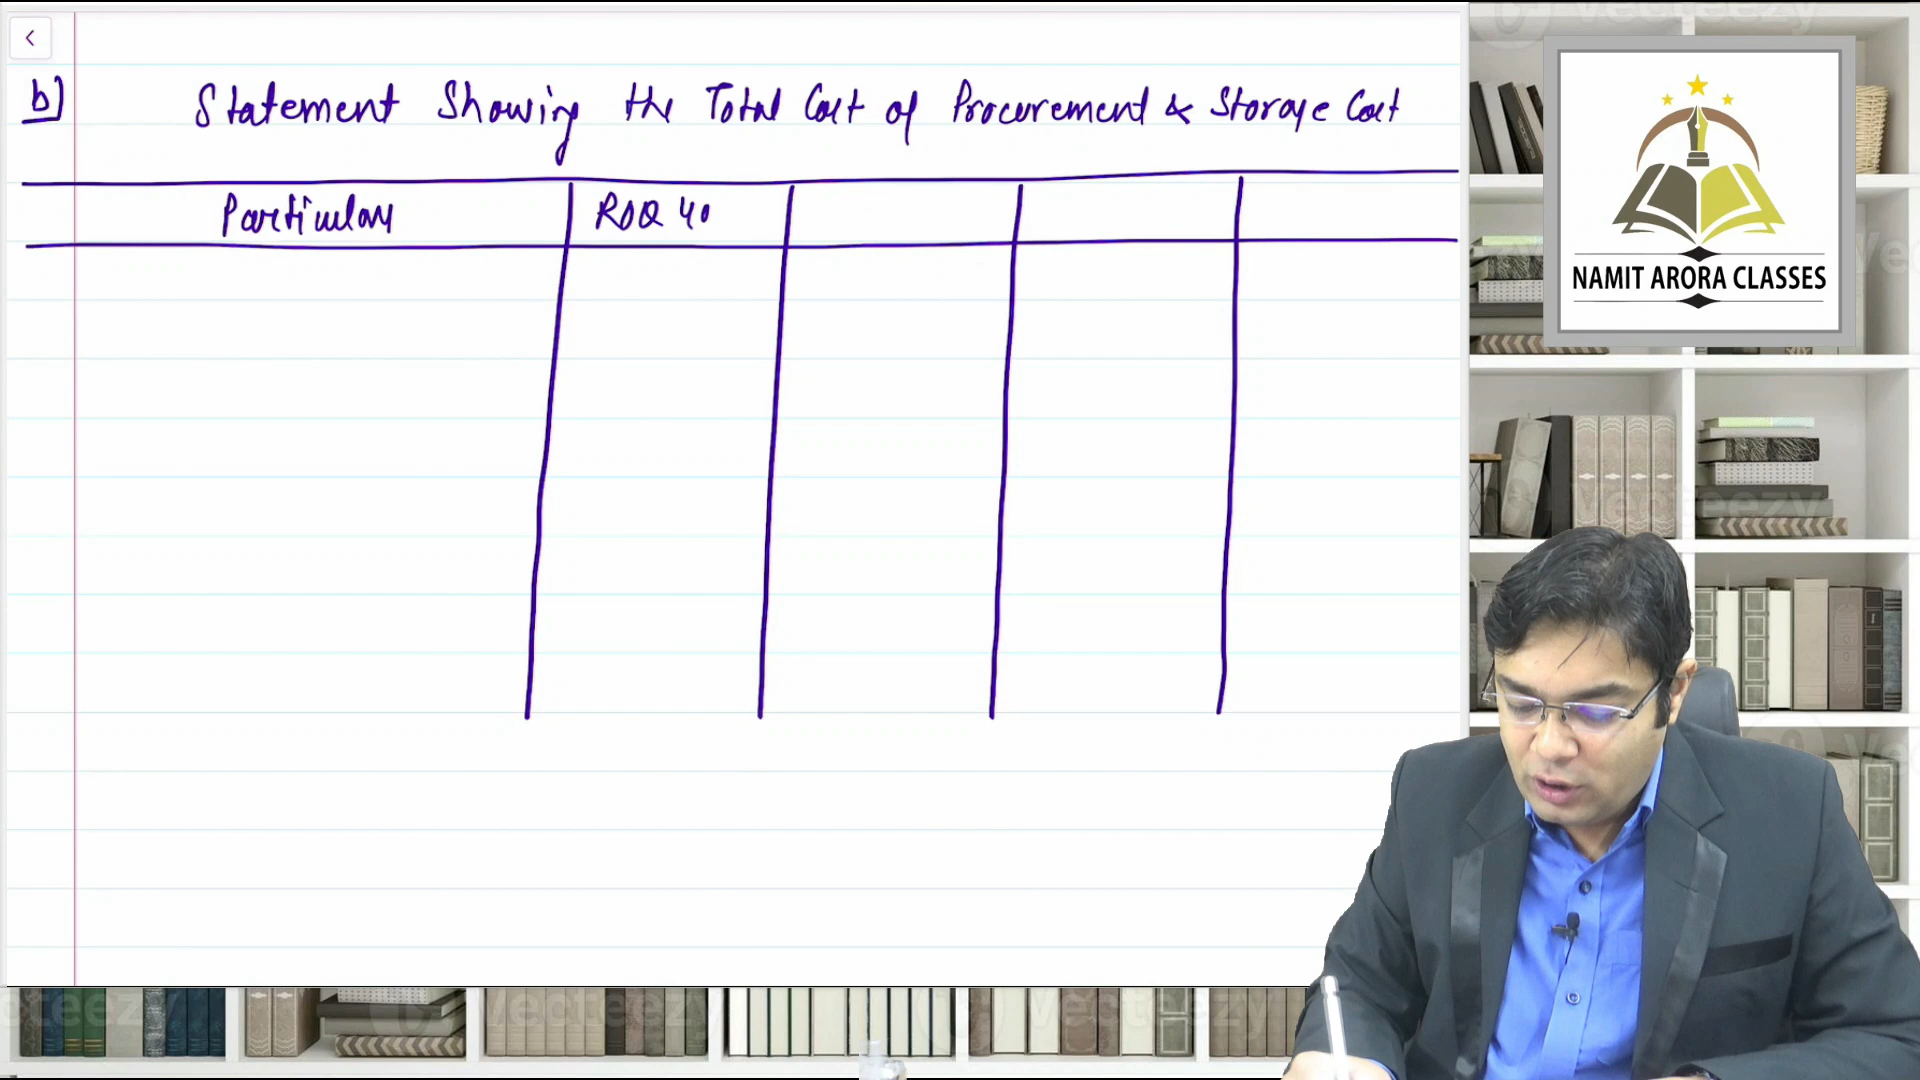 b) Statement Showing the Total Cost of Procurement & Storage Cost
Particulars ROQ 40
NAMIT ARORA CLASSES